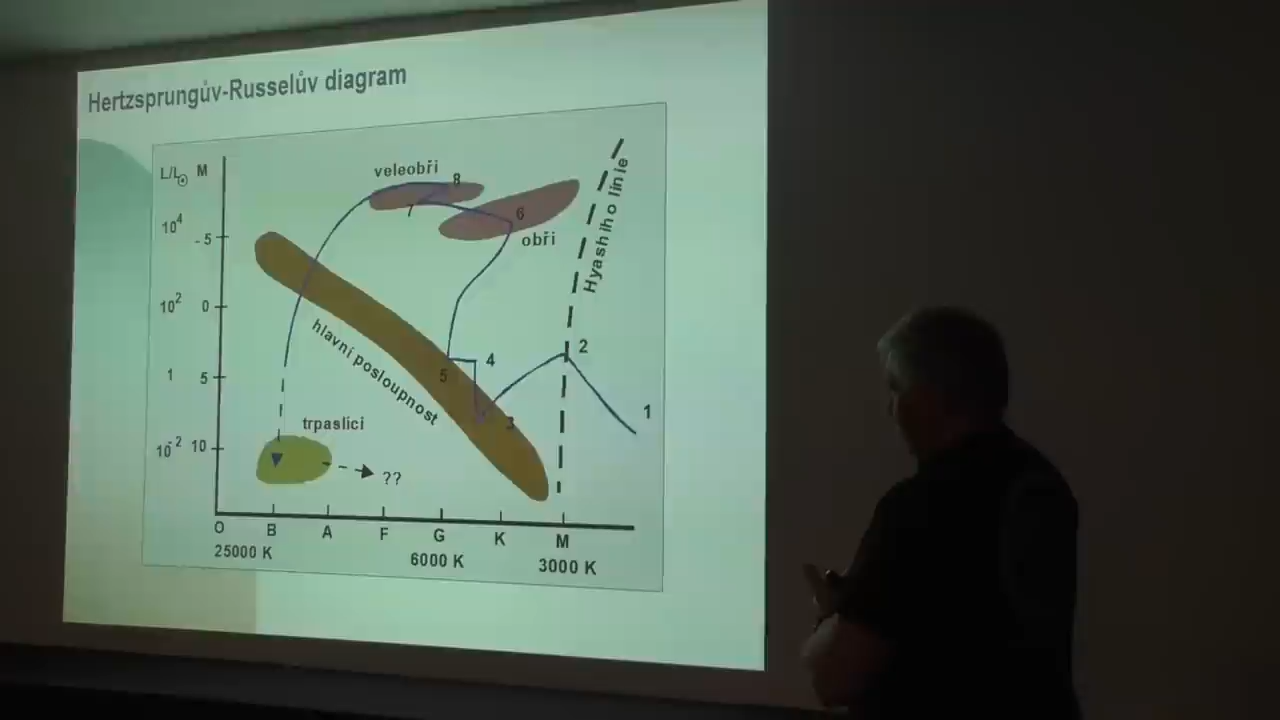 Hertzsprungův-Russelův diagram
L/L⊙ M
veleobři
8
7
6
obři
Hyashiho linie
10⁴
-5
10² 0
hlavní posloupnost
2
4
1 5
5
1
3
trpaslíci
10⁻² 10
??
O B A F G K M
25000 K 6000 K 3000 K